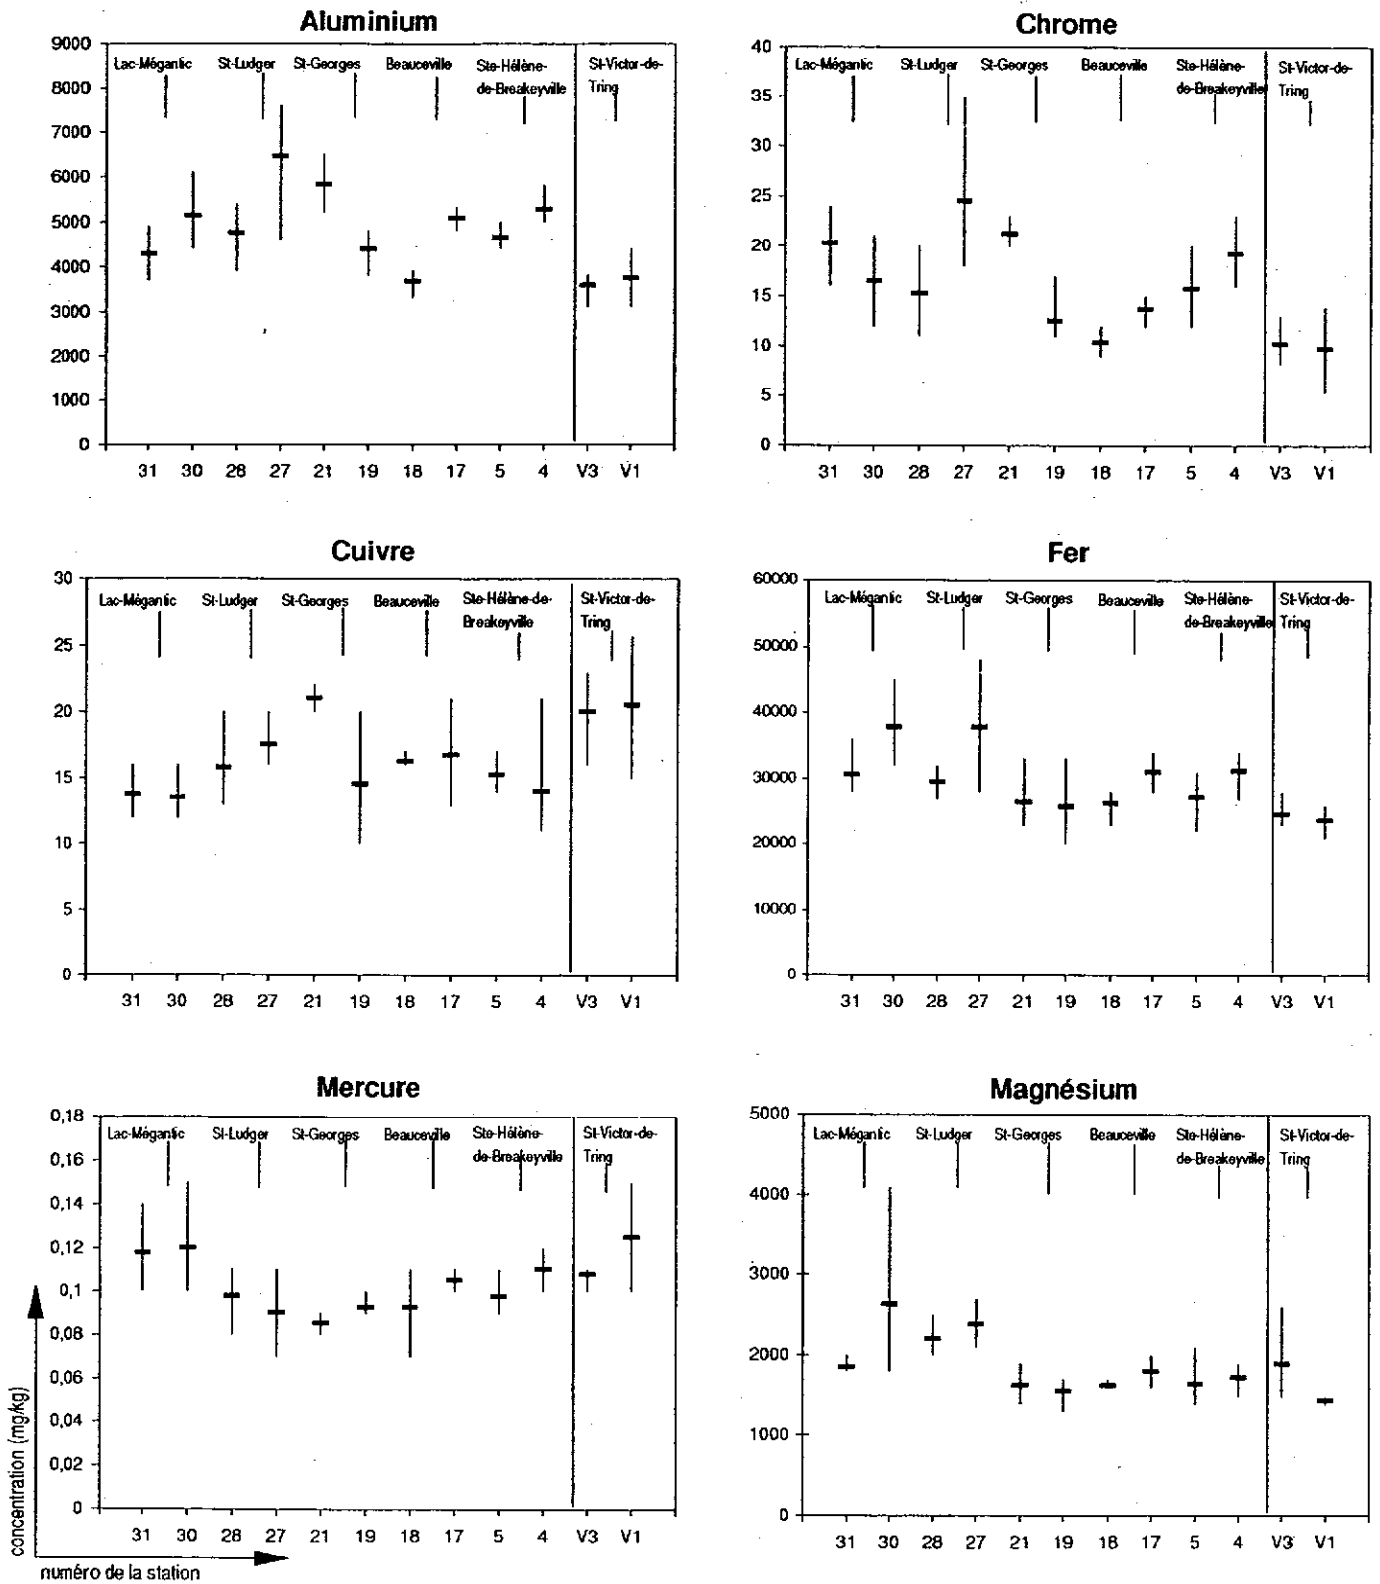 Aluminium
9000
8000
7000
6000
5000
4000
3000
2000
1000
0
Lac-Mégantic
St-Ludger
St-Georges
Beauceville
Ste-Hélène-
de-Breakeyville
St-Victor-de-
Tring
31 30 28 27 21 19 18 17 5 4 V3 V1
Chrome
40
35
30
25
20
15
10
5
0
Lac-Mégantic
St-Ludger
St-Georges
Beauceville
Ste-Hélène-
de-Breakeyville
St-Victor-de-
Tring
31 30 28 27 21 19 18 17 5 4 V3 V1
Cuivre
30
25
20
15
10
5
0
Lac-Mégantic
St-Ludger
St-Georges
Beauceville
Ste-Hélène-de-
Breakeyville
St-Victor-de-
Tring
31 30 28 27 21 19 18 17 5 4 V3 V1
Fer
60000
50000
40000
30000
20000
10000
0
Lac-Mégantic
St-Ludger
St-Georges
Beauceville
Ste-Hélène-
de-Breakeyville
St-Victor-de-
Tring
31 30 28 27 21 19 18 17 5 4 V3 V1
Mercure
0,18
0,16
0,14
0,12
0,1
0,08
0,06
0,04
0,02
0
Lac-Mégantic
St-Ludger
St-Georges
Beauceville
Ste-Hélène-
de-Breakeyville
St-Victor-de-
Tring
31 30 28 27 21 19 18 17 5 4 V3 V1
concentration (mg/kg)
numéro de la station
Magnésium
5000
4000
3000
2000
1000
0
Lac-Mégantic
St-Ludger
St-Georges
Beauceville
Ste-Hélène-
de-Breakeyville
St-Victor-de-
Tring
31 30 28 27 21 19 18 17 5 4 V3 V1